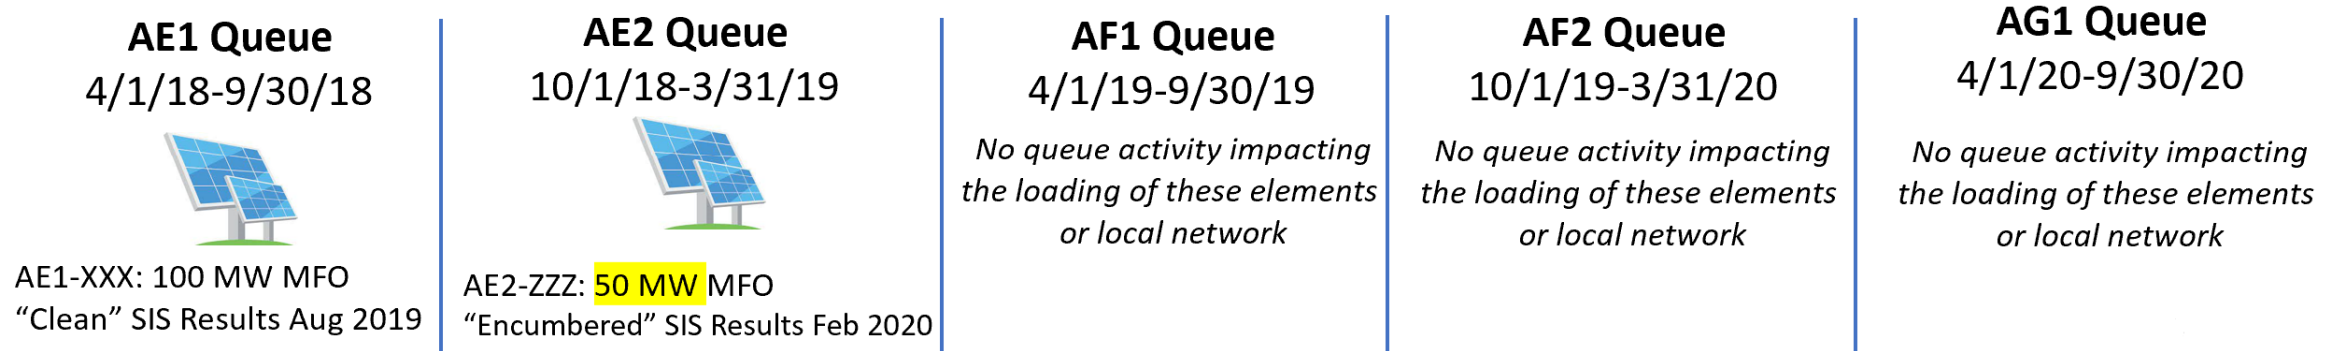 AE1 Queue
4/1/18-9/30/18
AE1-XXX: 100 MW MFO
“Clean” SIS Results Aug 2019
AE2 Queue
10/1/18-3/31/19
AE2-ZZZ: 50 MW MFO
“Encumbered” SIS Results Feb 2020
AF1 Queue
4/1/19-9/30/19
No queue activity impacting
the loading of these elements
or local network
AF2 Queue
10/1/19-3/31/20
No queue activity impacting
the loading of these elements
or local network
AG1 Queue
4/1/20-9/30/20
No queue activity impacting
the loading of these elements
or local network